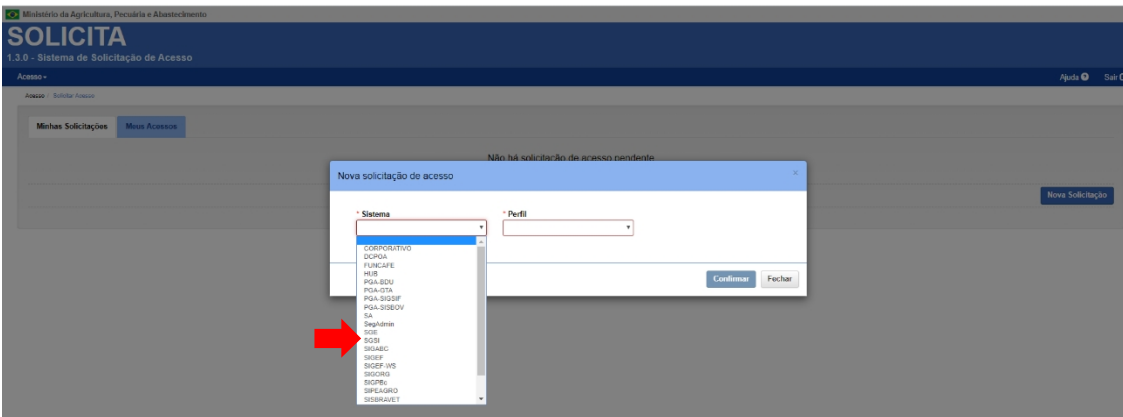 Ministério da Agricultura, Pecuária e Abastecimento
SOLICITA
1.3.0 - Sistema de Solicitação de Acesso
Acesso
Ajuda
Sair
Acesso / Solicitar Acesso
Minhas Solicitações
Meus Acessos
Não há solicitação de acesso pendente
Nova solicitação de acesso
×
Nova Solicitação
* Sistema
* Perfil
CORPORATIVO
DCPOA
FUNCAFE
HUB
PGA-BDU
PGA-GTA
PGA-SIGSIF
PGA-SISBOV
SA
SegAdmin
SGE
SGSI
SIGABC
SIGEF
SIGEF-WS
SIGORG
SIGPBc
SIPEAGRO
SISBRAVET
Confirmar
Fechar